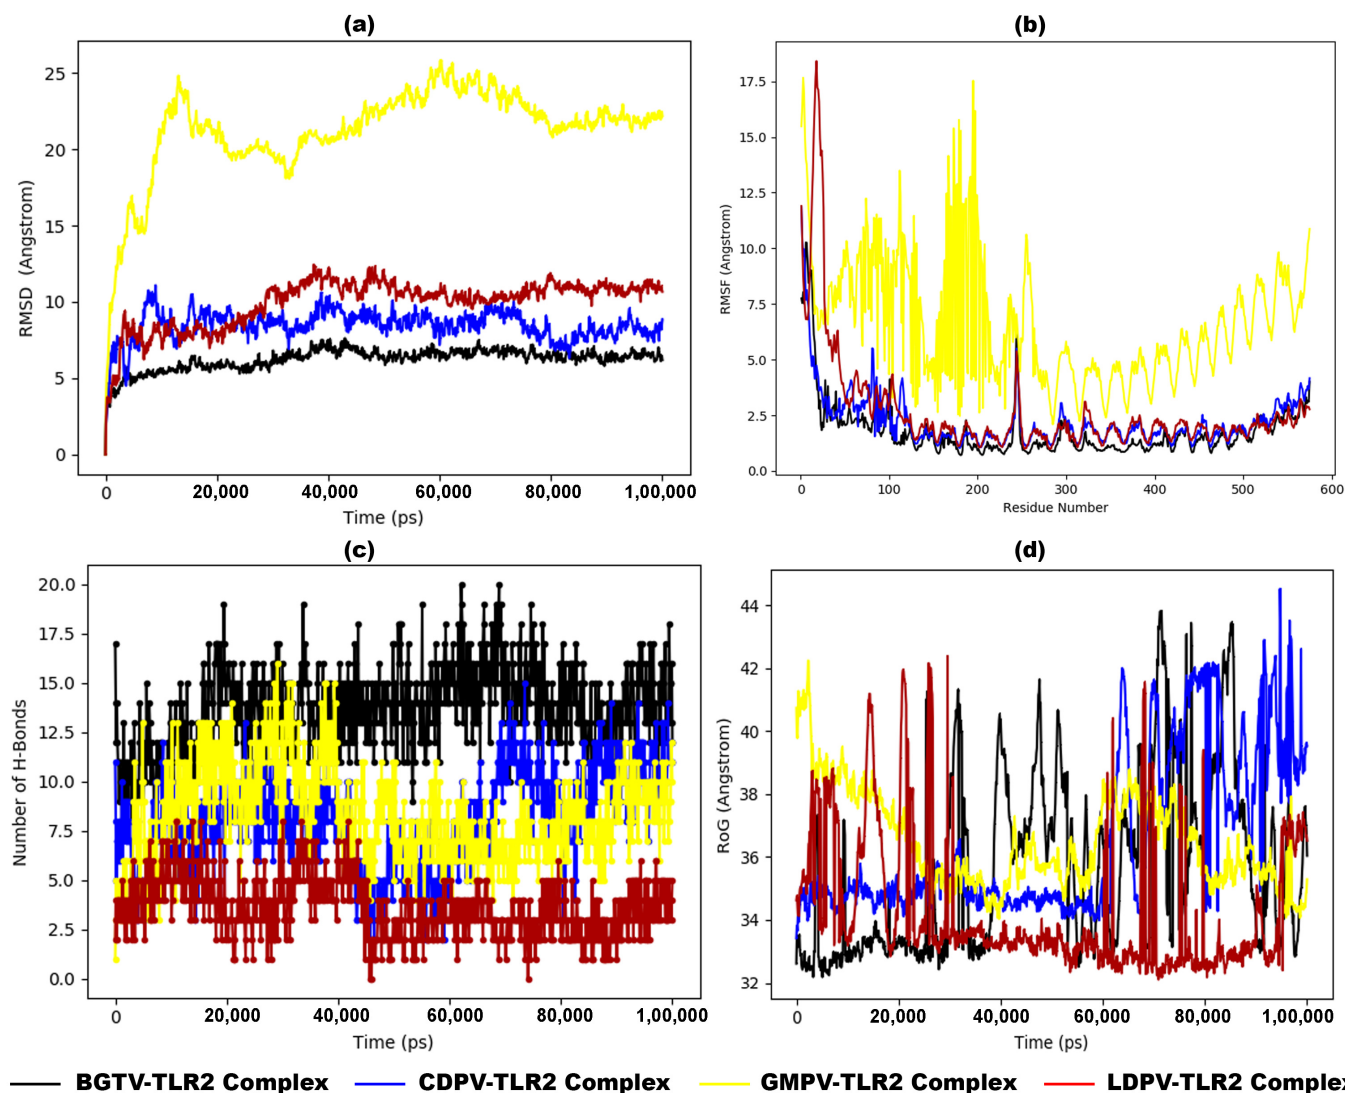 (a)
(b)
25
20
15
10
5
0
RMSD (Angstrom)
0 20,000 40,000 60,000 80,000 1,00,000
Time (ps)
17.5
15.0
12.5
10.0
7.5
5.0
2.5
0.0
RMSF (Angstrom)
0 100 200 300 400 500 600
Residue Number
(c)
(d)
20.0
17.5
15.0
12.5
10.0
7.5
5.0
2.5
0.0
Number of H-Bonds
0 20,000 40,000 60,000 80,000 1,00,000
Time (ps)
44
42
40
38
36
34
32
RoG (Angstrom)
0 20,000 40,000 60,000 80,000 1,00,000
Time (ps)
BGTV-TLR2 Complex CDPV-TLR2 Complex GMPV-TLR2 Complex LDPV-TLR2 Complex